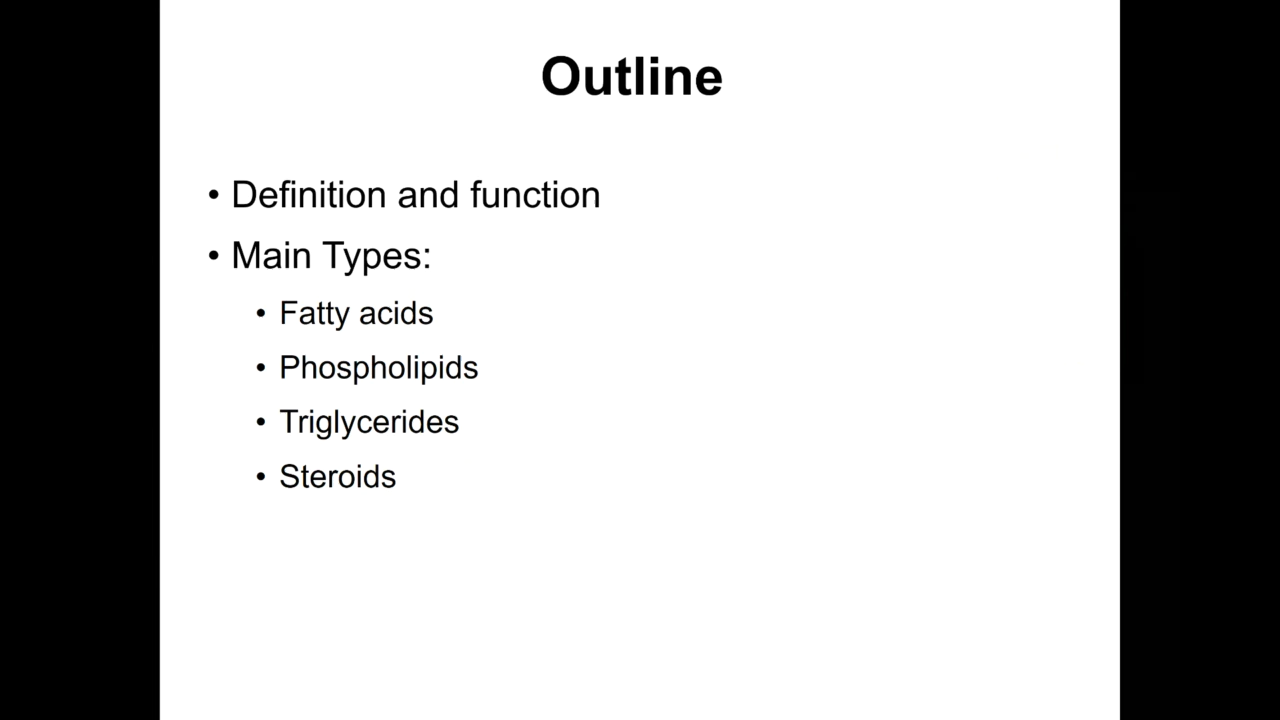 Outline
• Definition and function
• Main Types:
• Fatty acids
• Phospholipids
• Triglycerides
• Steroids